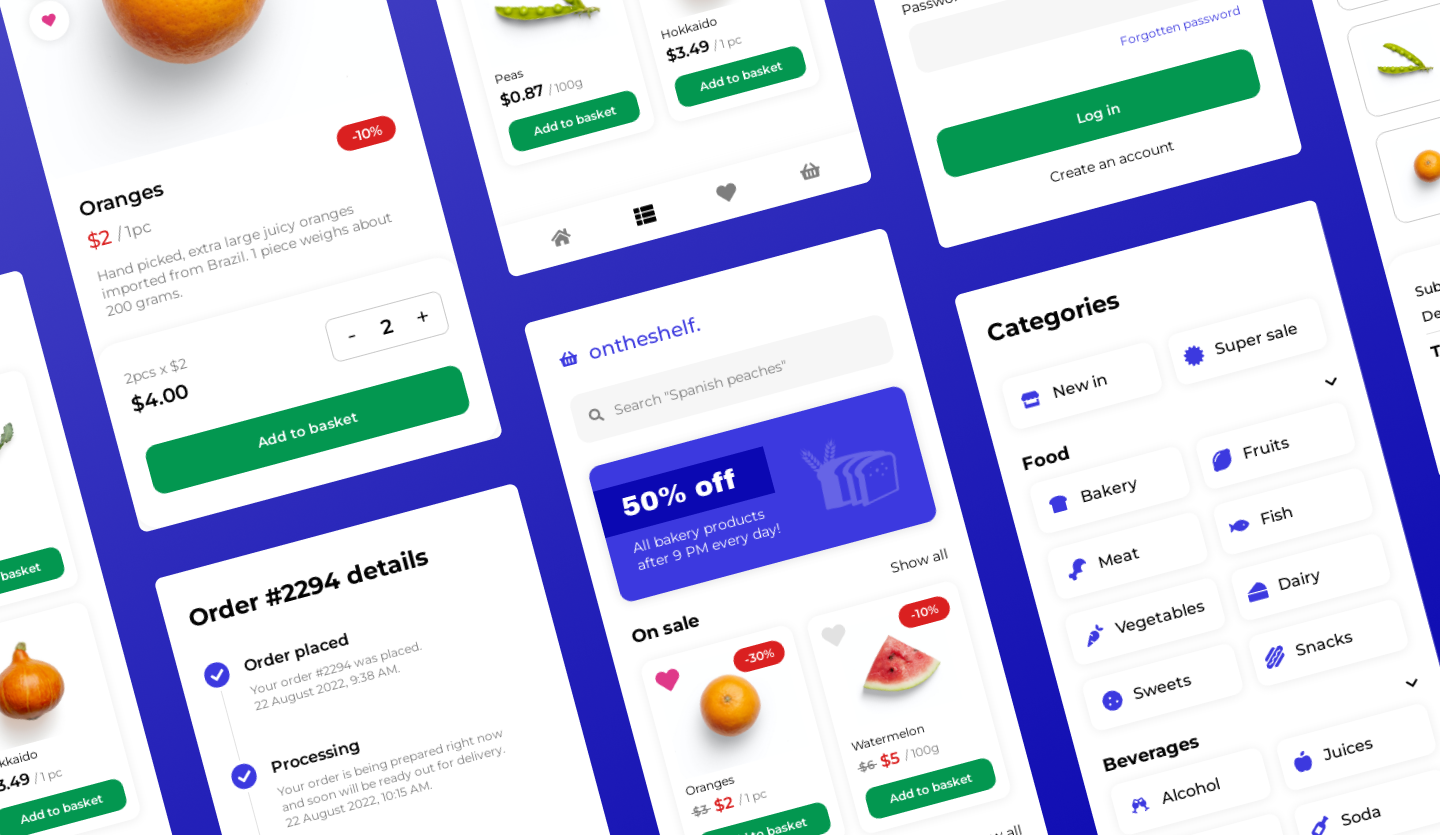 -10%
Oranges
$2 / 1pc
Hand picked, extra large juicy oranges
imported from Brazil. 1 piece weighs about
200 grams.
2pcs x $2
$4.00
- 2 +
Add to basket
basket
$3.49 / 1 pc
Add to basket
Order #2294 details
Order placed
Your order #2294 was placed.
22 August 2022, 9:38 AM.
Processing
Your order is being prepared right now
and soon will be ready out for delivery.
22 August 2022, 10:15 AM.
Peas
$0.87 / 100g
Add to basket
Hokkaido
$3.49 / 1 pc
Add to basket
ontheshelf.
Search "Spanish peaches"
50% off
All bakery products
after 9 PM every day!
On sale
Show all
-30%
Oranges
$3 $2 / 1 pc
Add to basket
-10%
Watermelon
$6 $5 / 100g
Add to basket
all
Forgotten password
Log in
Create an account
Categories
New in
Super sale
Food
Bakery
Fruits
Meat
Fish
Vegetables
Dairy
Sweets
Snacks
Beverages
Alcohol
Juices
Soda